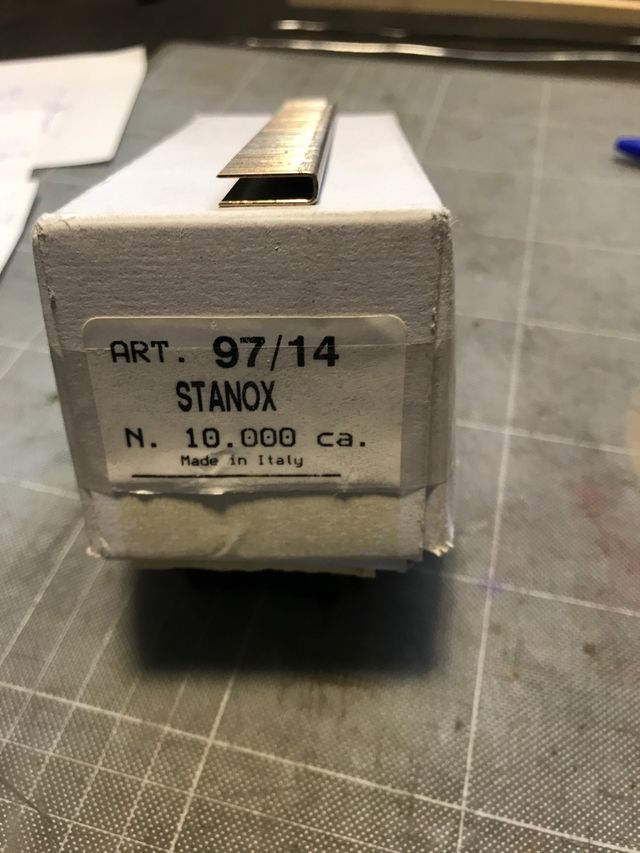 ART. 97/14
STANOX
N. 10.000 ca.
Made in Italy